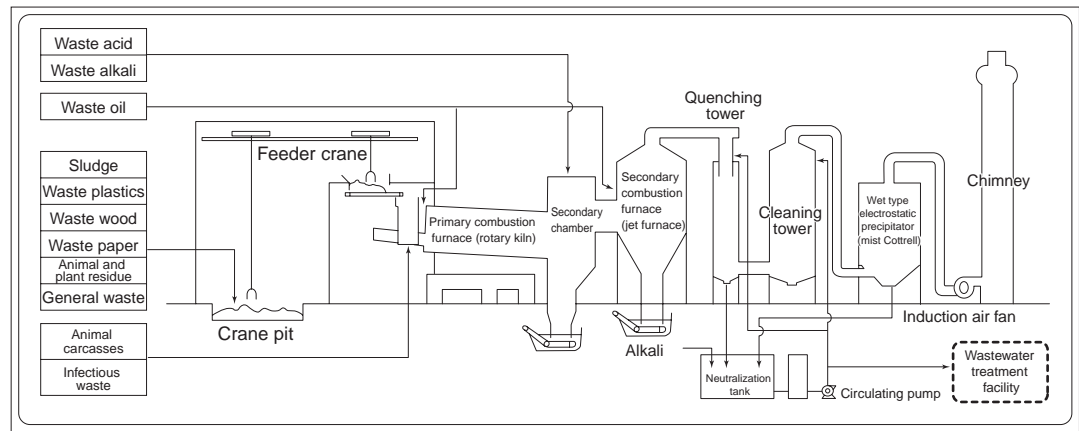 Waste acid
Waste alkali
Waste oil
Sludge
Waste plastics
Waste wood
Waste paper
Animal and
plant residue
General waste
Animal
carcasses
Infectious
waste
Feeder crane
Crane pit
Primary combustion
furnace (rotary kiln)
Secondary
chamber
Secondary
combustion
furnace
(jet furnace)
Quenching
tower
Cleaning
tower
Wet type
electrostatic
precipitator
(mist Cottrell)
Chimney
Induction air fan
Alkali
Neutralization
tank
Circulating pump
Wastewater
treatment
facility